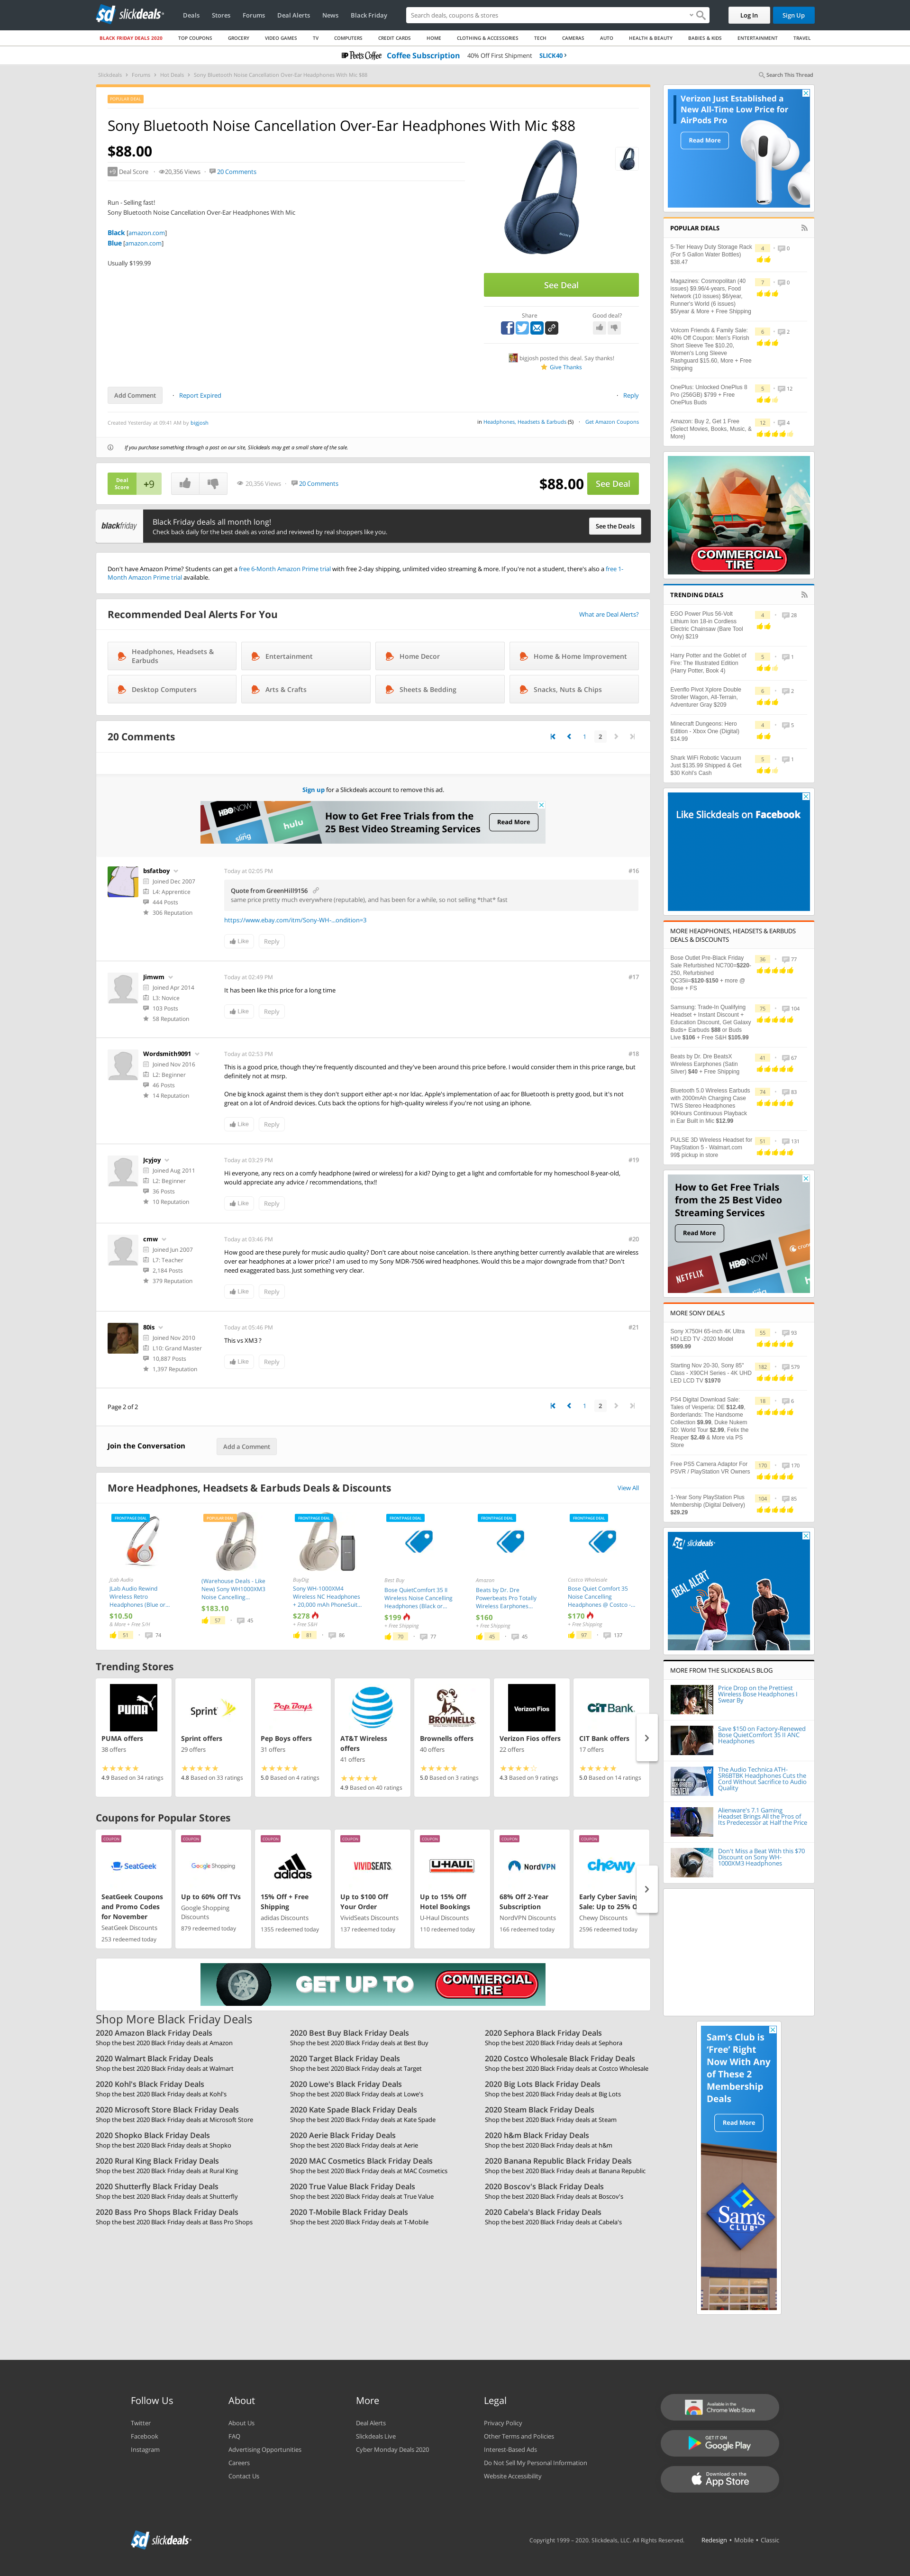 sd slickdeals
Deals
Stores
Forums
Deal Alerts
News
Black Friday
Search deals, coupons & stores
Log In
Sign Up
BLACK FRIDAY DEALS 2020
TOP COUPONS
GROCERY
VIDEO GAMES
TV
COMPUTERS
CREDIT CARDS
HOME
CLOTHING & ACCESSORIES
TECH
CAMERAS
AUTO
HEALTH & BEAUTY
BABIES & KIDS
ENTERTAINMENT
TRAVEL
Peet's Coffee Coffee Subscription 40% Off First Shipment SLICK40 >
Slickdeals > Forums > Hot Deals > Sony Bluetooth Noise Cancellation Over-Ear Headphones With Mic $88
Search This Thread
POPULAR DEAL
Sony Bluetooth Noise Cancellation Over-Ear Headphones With Mic $88
$88.00
+9 Deal Score 20,356 Views 20 Comments
Run - Selling fast!
Sony Bluetooth Noise Cancellation Over-Ear Headphones With Mic
Black [amazon.com]
Blue [amazon.com]
Usually $199.99
SONY
See Deal
Share
Good deal?
bigjosh posted this deal. Say thanks!
Give Thanks
Add Comment
Report Expired
Reply
Created Yesterday at 09:41 AM by bigjosh
in Headphones, Headsets & Earbuds (5)
Get Amazon Coupons
If you purchase something through a post on our site, Slickdeals may get a small share of the sale.
Deal Score +9
20,356 Views 20 Comments
$88.00 See Deal
blackfriday
Black Friday deals all month long!
Check back daily for the best deals as voted and reviewed by real shoppers like you.
See the Deals
Don't have Amazon Prime? Students can get a free 6-Month Amazon Prime trial with free 2-day shipping, unlimited video streaming & more. If you're not a student, there's also a free 1-
Month Amazon Prime trial available.
Recommended Deal Alerts For You
What are Deal Alerts?
Headphones, Headsets & Earbuds
Entertainment
Home Decor
Home & Home Improvement
Desktop Computers
Arts & Crafts
Sheets & Bedding
Snacks, Nuts & Chips
20 Comments
1 2
Sign up for a Slickdeals account to remove this ad.
HBO NOW
sling
hulu
How to Get Free Trials from the
25 Best Video Streaming Services
Read More
bsfatboy
Joined Dec 2007
L4: Apprentice
444 Posts
306 Reputation
Today at 02:05 PM
#16
Quote from GreenHill9156
same price pretty much everywhere (reputable), and has been for a while, so not selling *that* fast
https://www.ebay.com/itm/Sony-WH-...ondition=3
Like Reply
Jimwm
Joined Apr 2014
L3: Novice
103 Posts
58 Reputation
Today at 02:49 PM
#17
It has been like this price for a long time
Like Reply
Wordsmith9091
Joined Nov 2016
L2: Beginner
46 Posts
14 Reputation
Today at 02:53 PM
#18
This is a good price, though they're frequently discounted and they've been around this price before. I would consider them in this price range, but
definitely not at msrp.
One big knock against them is they don't support either apt-x nor ldac, Apple's implementation of aac for Bluetooth is pretty good, but it's not
great on a lot of Android devices. Cuts back the options for high-quality wireless if you're not using an iphone.
Like Reply
Jcyjoy
Joined Aug 2011
L2: Beginner
36 Posts
10 Reputation
Today at 03:29 PM
#19
Hi everyone, any recs on a comfy headphone (wired or wireless) for a kid? Dying to get a light and comfortable for my homeschool 8-year-old,
would appreciate any advice / recommendations, thx!!
Like Reply
cmw
Joined Jun 2007
L7: Teacher
2,184 Posts
379 Reputation
Today at 03:46 PM
#20
How good are these purely for music audio quality? Don't care about noise cancelation. Is there anything better currently available that are wireless
over ear headphones at a lower price? I am used to my Sony MDR-7506 wired headphones. Would this be a major downgrade from that? Don't
need exaggerated bass. Just something very clear.
Like Reply
80is
Joined Nov 2010
L10: Grand Master
10,887 Posts
1,397 Reputation
Today at 05:46 PM
#21
This vs XM3 ?
Like Reply
Page 2 of 2
1 2
Join the Conversation
Add a Comment
More Headphones, Headsets & Earbuds Deals & Discounts
View All
FRONTPAGE DEAL
JLab Audio
JLab Audio Rewind Wireless Retro Headphones (Blue or...
$10.50
& More + Free S/H
51 74
POPULAR DEAL
(Warehouse Deals - Like New) Sony WH1000XM3 Noise Cancelling...
$183.10
57 45
FRONTPAGE DEAL
BuyDig
Sony WH-1000XM4 Wireless NC Headphones + 20,000 mAh PhoneSuit...
$278
+ Free S&H
81 86
FRONTPAGE DEAL
Best Buy
Bose QuietComfort 35 II Wireless Noise Cancelling Headphones (Black or...
$199
+ Free Shipping
70 77
FRONTPAGE DEAL
Amazon
Beats by Dr. Dre Powerbeats Pro Totally Wireless Earphones...
$160
+ Free Shipping
45 45
FRONTPAGE DEAL
Costco Wholesale
Bose Quiet Comfort 35 Noise Cancelling Headphones @ Costco -...
$170
+ Free Shipping
97 137
Trending Stores
PUMA
PUMA offers
38 offers
4.9 Based on 34 ratings
Sprint
Sprint offers
29 offers
4.8 Based on 33 ratings
Pep Boys
Pep Boys offers
31 offers
5.0 Based on 4 ratings
AT&T
AT&T Wireless offers
41 offers
4.9 Based on 40 ratings
BROWNELLS
Brownells offers
40 offers
5.0 Based on 3 ratings
Verizon Fios
Verizon Fios offers
22 offers
4.3 Based on 9 ratings
CIT Bank
CIT Bank offers
17 offers
5.0 Based on 14 ratings
Coupons for Popular Stores
COUPON
SeatGeek
SeatGeek Coupons and Promo Codes for November
SeatGeek Discounts
253 redeemed today
COUPON
Google Shopping
Up to 60% Off TVs
Google Shopping Discounts
879 redeemed today
COUPON
adidas
15% Off + Free Shipping
adidas Discounts
1355 redeemed today
COUPON
VIVIDSEATS.
Up to $100 Off Your Order
VividSeats Discounts
137 redeemed today
COUPON
U-HAUL
Up to 15% Off Hotel Bookings
U-Haul Discounts
110 redeemed today
COUPON
NordVPN
68% Off 2-Year Subscription
NordVPN Discounts
166 redeemed today
COUPON
chewy
Early Cyber Saving Sale: Up to 25% O
Chewy Discounts
2596 redeemed today
GET UP TO COMMERCIAL TIRE
Shop More Black Friday Deals
2020 Amazon Black Friday Deals
Shop the best 2020 Black Friday deals at Amazon
2020 Best Buy Black Friday Deals
Shop the best 2020 Black Friday deals at Best Buy
2020 Sephora Black Friday Deals
Shop the best 2020 Black Friday deals at Sephora
2020 Walmart Black Friday Deals
Shop the best 2020 Black Friday deals at Walmart
2020 Target Black Friday Deals
Shop the best 2020 Black Friday deals at Target
2020 Costco Wholesale Black Friday Deals
Shop the best 2020 Black Friday deals at Costco Wholesale
2020 Kohl's Black Friday Deals
Shop the best 2020 Black Friday deals at Kohl's
2020 Lowe's Black Friday Deals
Shop the best 2020 Black Friday deals at Lowe's
2020 Big Lots Black Friday Deals
Shop the best 2020 Black Friday deals at Big Lots
2020 Microsoft Store Black Friday Deals
Shop the best 2020 Black Friday deals at Microsoft Store
2020 Kate Spade Black Friday Deals
Shop the best 2020 Black Friday deals at Kate Spade
2020 Steam Black Friday Deals
Shop the best 2020 Black Friday deals at Steam
2020 Shopko Black Friday Deals
Shop the best 2020 Black Friday deals at Shopko
2020 Aerie Black Friday Deals
Shop the best 2020 Black Friday deals at Aerie
2020 h&m Black Friday Deals
Shop the best 2020 Black Friday deals at h&m
2020 Rural King Black Friday Deals
Shop the best 2020 Black Friday deals at Rural King
2020 MAC Cosmetics Black Friday Deals
Shop the best 2020 Black Friday deals at MAC Cosmetics
2020 Banana Republic Black Friday Deals
Shop the best 2020 Black Friday deals at Banana Republic
2020 Shutterfly Black Friday Deals
Shop the best 2020 Black Friday deals at Shutterfly
2020 True Value Black Friday Deals
Shop the best 2020 Black Friday deals at True Value
2020 Boscov's Black Friday Deals
Shop the best 2020 Black Friday deals at Boscov's
2020 Bass Pro Shops Black Friday Deals
Shop the best 2020 Black Friday deals at Bass Pro Shops
2020 T-Mobile Black Friday Deals
Shop the best 2020 Black Friday deals at T-Mobile
2020 Cabela's Black Friday Deals
Shop the best 2020 Black Friday deals at Cabela's
Verizon Just Established a
New All-Time Low Price for
AirPods Pro
Read More
POPULAR DEALS
5-Tier Heavy Duty Storage Rack (For 5 Gallon Water Bottles) $38.47
4 0
Magazines: Cosmopolitan (40 issues) $9.96/4-years, Food Network (10 issues) $6/year, Runner's World (6 issues) $5/year & More + Free Shipping
7 0
Volcom Friends & Family Sale: 40% Off Coupon: Men's Florish Short Sleeve Tee $10.20, Women's Long Sleeve Rashguard $15.60, More + Free Shipping
6 2
OnePlus: Unlocked OnePlus 8 Pro (256GB) $799 + Free OnePlus Buds
5 12
Amazon: Buy 2, Get 1 Free (Select Movies, Books, Music, & More)
12 4
COMMERCIAL TIRE
TRENDING DEALS
EGO Power Plus 56-Volt Lithium Ion 18-in Cordless Electric Chainsaw (Bare Tool Only) $219
4 28
Harry Potter and the Goblet of Fire: The Illustrated Edition (Harry Potter, Book 4)
5 1
Evenflo Pivot Xplore Double Stroller Wagon, All-Terrain, Adventurer Gray $209
6 2
Minecraft Dungeons: Hero Edition - Xbox One (Digital) $14.99
4 5
Shark WiFi Robotic Vacuum Just $135.99 Shipped & Get $30 Kohl's Cash
5 1
Like Slickdeals on Facebook
MORE HEADPHONES, HEADSETS & EARBUDS
DEALS & DISCOUNTS
Bose Outlet Pre-Black Friday Sale Refurbished NC700=$220-250, Refurbished QC35ii=$120-$150 + more @ Bose + FS
36 77
Samsung: Trade-In Qualifying Headset + Instant Discount + Education Discount, Get Galaxy Buds+ Earbuds $88 or Buds Live $106 + Free S&H $105.99
75 104
Beats by Dr. Dre BeatsX Wireless Earphones (Satin Silver) $40 + Free Shipping
41 67
Bluetooth 5.0 Wireless Earbuds with 2000mAh Charging Case TWS Stereo Headphones 90Hours Continuous Playback in Ear Built in Mic $12.99
74 83
PULSE 3D Wireless Headset for PlayStation 5 - Walmart.com 99$ pickup in store
51 131
How to Get Free Trials
from the 25 Best Video
Streaming Services
Read More
NETFLIX
HBO NOW
MORE SONY DEALS
Sony X750H 65-inch 4K Ultra HD LED TV -2020 Model $599.99
55 93
Starting Nov 20-30, Sony 85" Class - X90CH Series - 4K UHD LED LCD TV $1970
182 579
PS4 Digital Download Sale: Tales of Vesperia: DE $12.49, Borderlands: The Handsome Collection $9.99, Duke Nukem 3D: World Tour $2.99, Felix the Reaper $2.49 & More via PS Store
18 6
Free PS5 Camera Adaptor For PSVR / PlayStation VR Owners
170 170
1-Year Sony PlayStation Plus Membership (Digital Delivery) $29.29
104 85
sd slickdeals
DEAL ALERT
MORE FROM THE SLICKDEALS BLOG
Price Drop on the Prettiest Wireless Bose Headphones I Swear By
Save $150 on Factory-Renewed Bose QuietComfort 35 II ANC Headphones
The Audio Technica ATH-SR6BTBK Headphones Cuts the Cord Without Sacrifice to Audio Quality
Alienware's 7.1 Gaming Headset Brings All the Pros of Its Predecessor at Half the Price
Don't Miss a Beat With this $70 Discount on Sony WH-1000XM3 Headphones
Sam's Club is
'Free' Right
Now With Any
of These 2
Membership
Deals
Read More
Sam's CLUB
Follow Us
Twitter
Facebook
Instagram
About
About Us
FAQ
Advertising Opportunities
Careers
Contact Us
More
Deal Alerts
Slickdeals Live
Cyber Monday Deals 2020
Legal
Privacy Policy
Other Terms and Policies
Interest-Based Ads
Do Not Sell My Personal Information
Website Accessibility
Available in the Chrome Web Store
GET IT ON Google Play
Download on the App Store
sd slickdeals
Copyright 1999 - 2020. Slickdeals, LLC. All Rights Reserved.
Redesign • Mobile • Classic